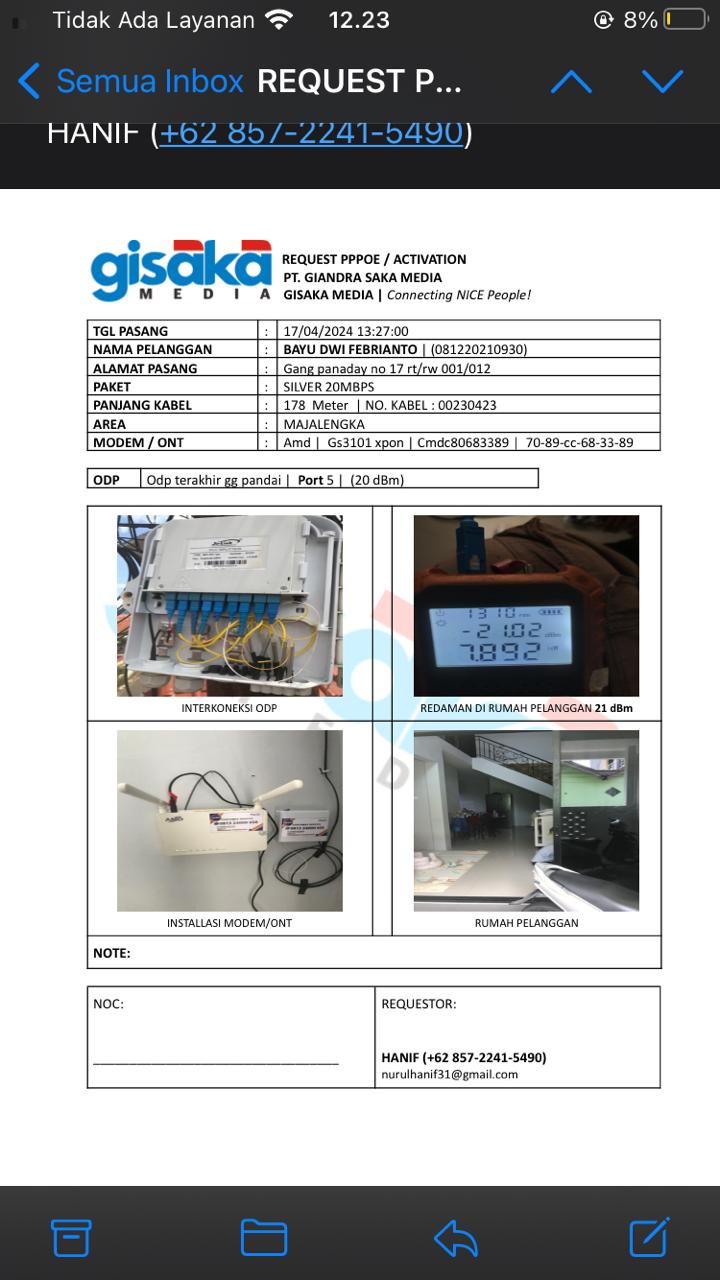 Tidak Ada Layanan 12.23 8%
Semua Inbox REQUEST P...
HANIF (+62 857-2241-5490)
gisaka
MEDIA
REQUEST PPPOE / ACTIVATION
PT. GIANDRA SAKA MEDIA
GISAKA MEDIA | Connecting NICE People!
TGL PASANG : 17/04/2024 13:27:00
NAMA PELANGGAN : BAYU DWI FEBRIANTO | (081220210930)
ALAMAT PASANG : Gang panaday no 17 rt/rw 001/012
PAKET : SILVER 20MBPS
PANJANG KABEL : 178 Meter | NO. KABEL : 00230423
AREA : MAJALENGKA
MODEM / ONT : Amd | Gs3101 xpon | Cmdc80683389 | 70-89-cc-68-33-89
ODP Odp terakhir gg pandai | Port 5 | (20 dBm)
1310
-21.02
7.892
INTERKONEKSI ODP
REDAMAN DI RUMAH PELANGGAN 21 dBm
INSTALLASI MODEM/ONT
RUMAH PELANGGAN
NOTE:
NOC:
REQUESTOR:
HANIF (+62 857-2241-5490)
nurulhanif31@gmail.com